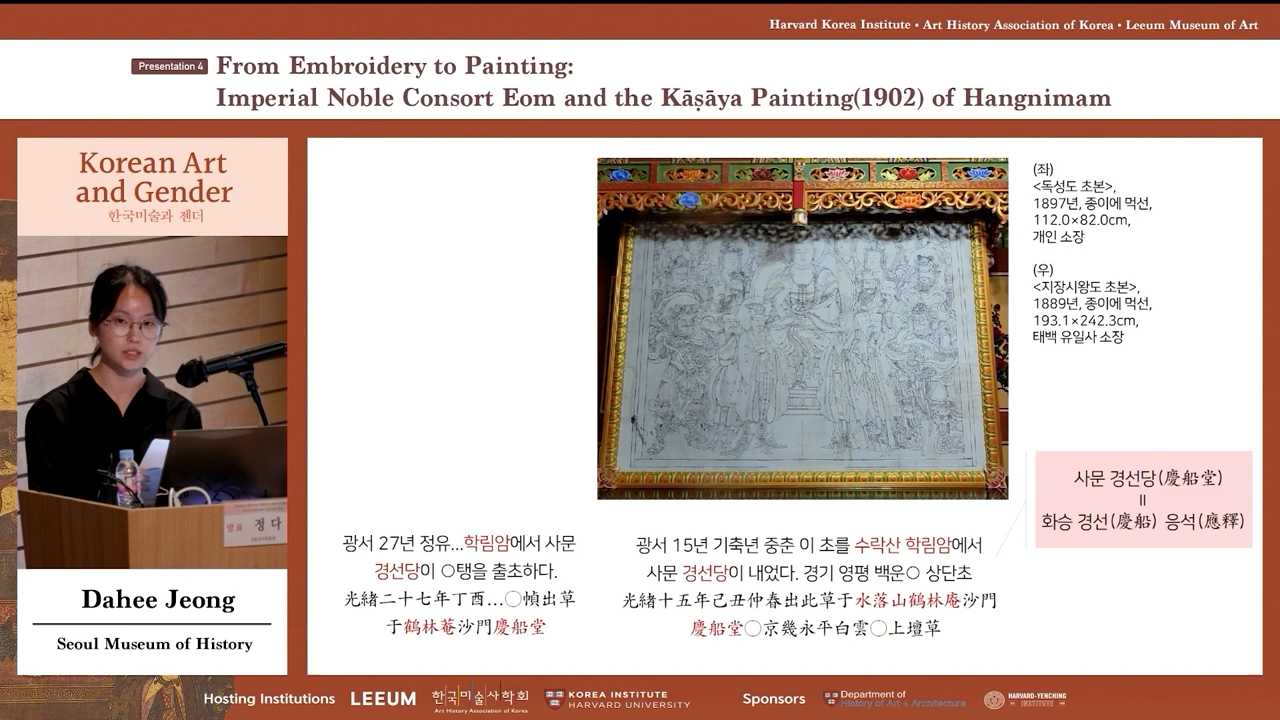 Harvard Korea Institute • Art History Association of Korea • Leeum Museum of Art
Presentation 4
From Embroidery to Painting:
Imperial Noble Consort Eom and the Kāṣāya Painting(1902) of Hangnimam
Korean Art
and Gender
한국미술과 젠더
(좌)
<독성도 초본>,
1897년, 종이에 먹선,
112.0×82.0cm,
개인 소장
(우)
<지장시왕도 초본>,
1889년, 종이에 먹선,
193.1×242.3cm,
태백 유일사 소장
사문 경선당(慶船堂)
=
화승 경선(慶船) 응석(應釋)
광서 27년 정유...학림암에서 사문
경선당이 ○탱을 출초하다.
光緖二十七年丁酉...○幀出草
于鶴林菴沙門慶船堂
광서 15년 기축년 중춘 이 초를 수락산 학림암에서
사문 경선당이 내었다. 경기 영평 백운○ 상단초
光緖十五年己丑仲春出此草于水落山鶴林庵沙門
慶船堂○京幾永平白雲○上壇草
발표 정다
Dahee Jeong
Seoul Museum of History
Hosting Institutions
LEEUM
한국미술사학회
Art History Association of Korea
KOREA INSTITUTE
HARVARD UNIVERSITY
Sponsors
Department of
History of Art + Architecture
HARVARD-YENCHING
INSTITUTE